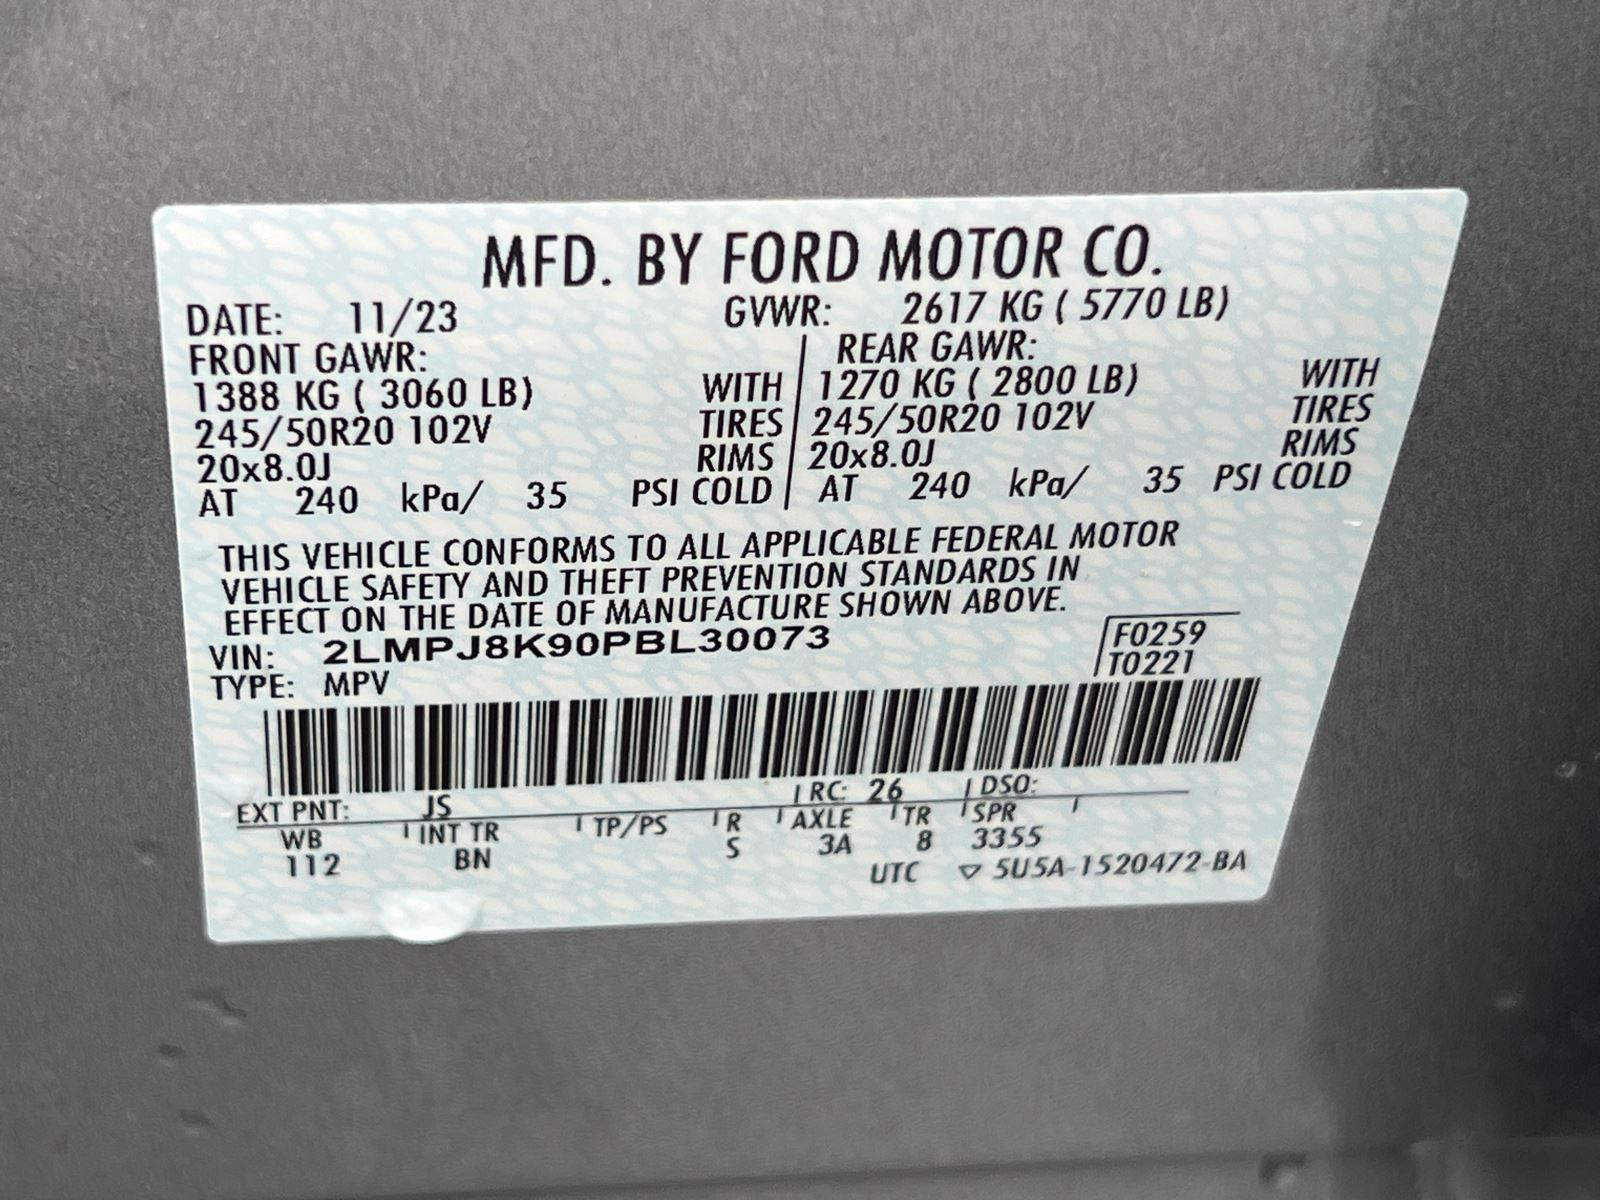 MFD. BY FORD MOTOR CO.
DATE: 11/23 GVWR: 2617 KG ( 5770 LB)
FRONT GAWR: REAR GAWR:
1388 KG ( 3060 LB) WITH 1270 KG ( 2800 LB) WITH
245/50R20 102V TIRES 245/50R20 102V TIRES
20x8.0J RIMS 20x8.0J RIMS
AT 240 kPa/ 35 PSI COLD AT 240 kPa/ 35 PSI COLD
THIS VEHICLE CONFORMS TO ALL APPLICABLE FEDERAL MOTOR
VEHICLE SAFETY AND THEFT PREVENTION STANDARDS IN
EFFECT ON THE DATE OF MANUFACTURE SHOWN ABOVE.
VIN: 2LMPJ8K90PBL30073 F0259
TYPE: MPV T0221
EXT PNT: JS RC: 26 DSO:
WB INT TR TP/PS R AXLE TR SPR
112 BN S 3A 8 3355
UTC ▽ 5U5A-1520472-BA